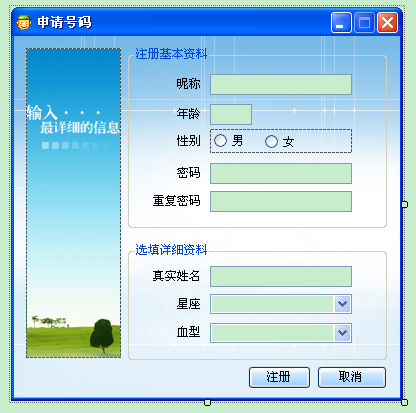 申请号码
输入···
最详细的信息
注册基本资料
昵称
年龄
性别 男 女
密码
重复密码
选填详细资料
真实姓名
星座
血型
注册 取消